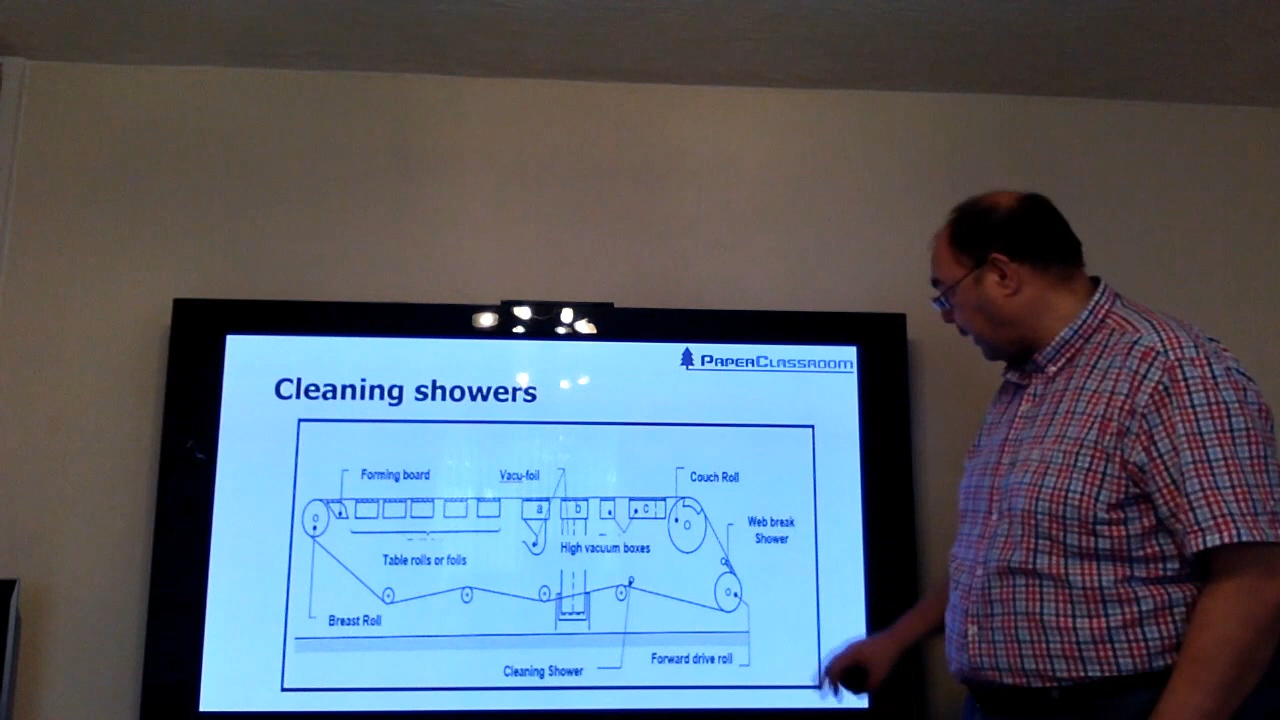 PAPERCLASSROOM
Cleaning showers
Forming board
Vacu-foil
Couch Roll
a
b
c
Web break
Shower
High vacuum boxes
Table rolls or foils
Breast Roll
Forward drive roll
Cleaning Shower